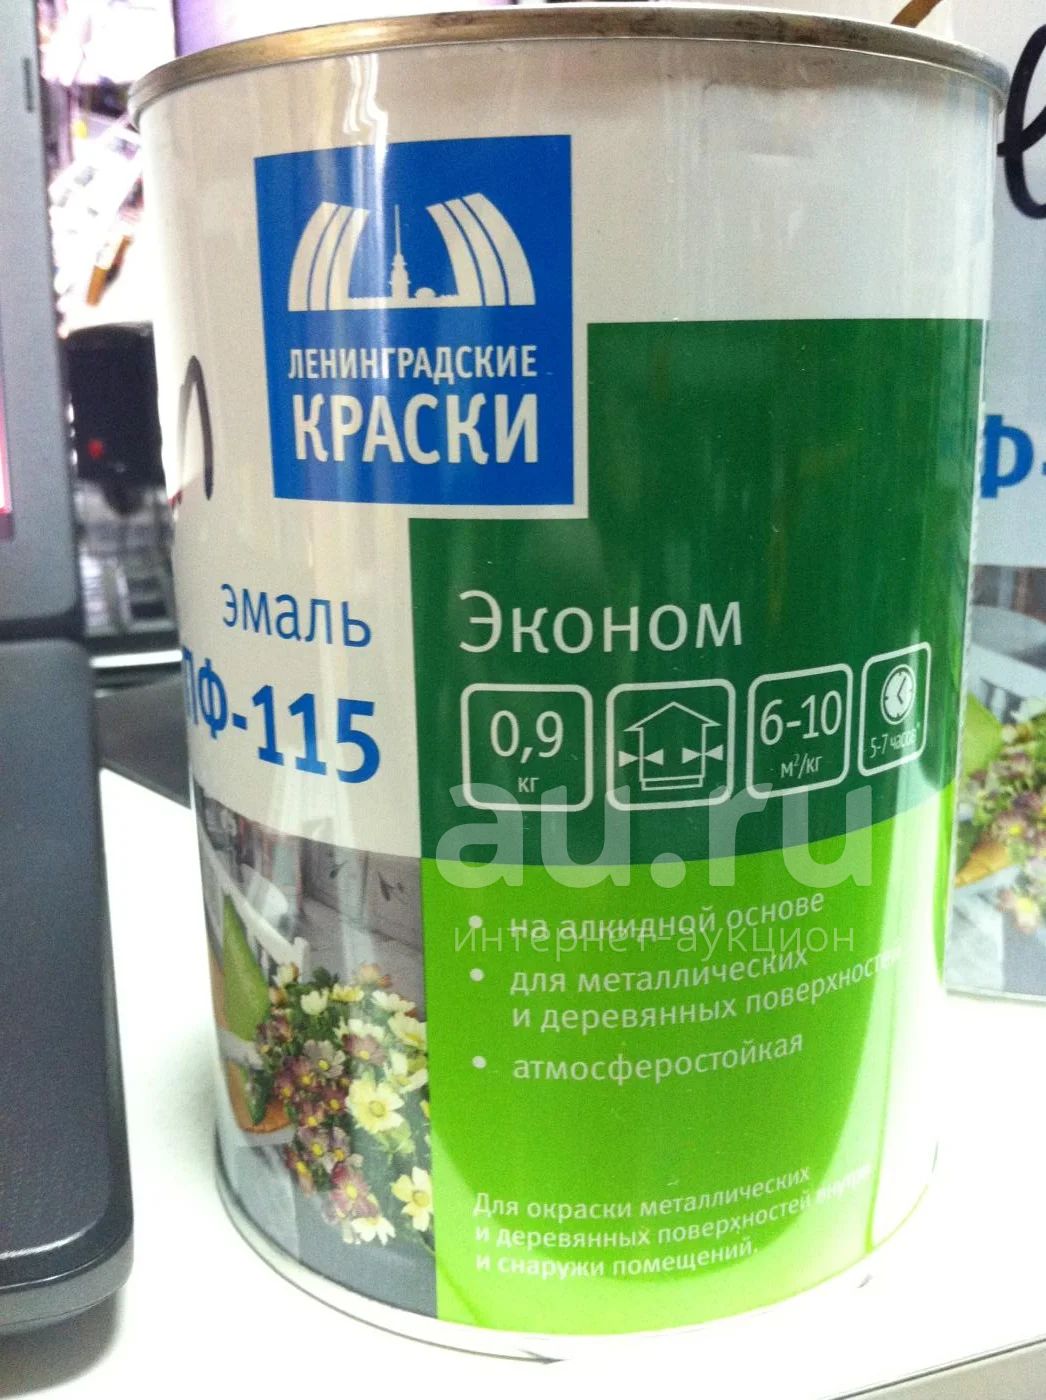 ЛЕНИНГРАДСКИЕ
КРАСКИ
эмаль
ПФ-115
Эконом
0,9
кг
6-10
м²/кг
5-7 часов*
au.ru
интернет-аукцион
• на алкидной основе
• для металлических
и деревянных поверхностей
• атмосферостойкая
Для окраски металлических
и деревянных поверхностей внутри
и снаружи помещений.